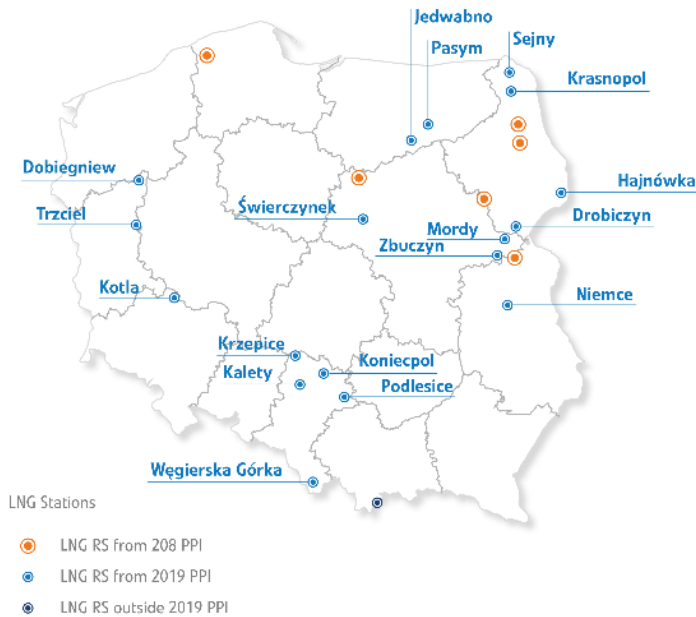 Jedwabno
Pasym
Sejny
Krasnopol
Dobiegniew
Hajnówka
Trzciel
Świerczynek
Drobiczyn
Mordy
Zbuczyn
Kotla
Niemce
Krzepice
Koniecpol
Kalety
Podlesice
Węgierska Górka
LNG Stations
LNG RS from 208 PPI
LNG RS from 2019 PPI
LNG RS outside 2019 PPI